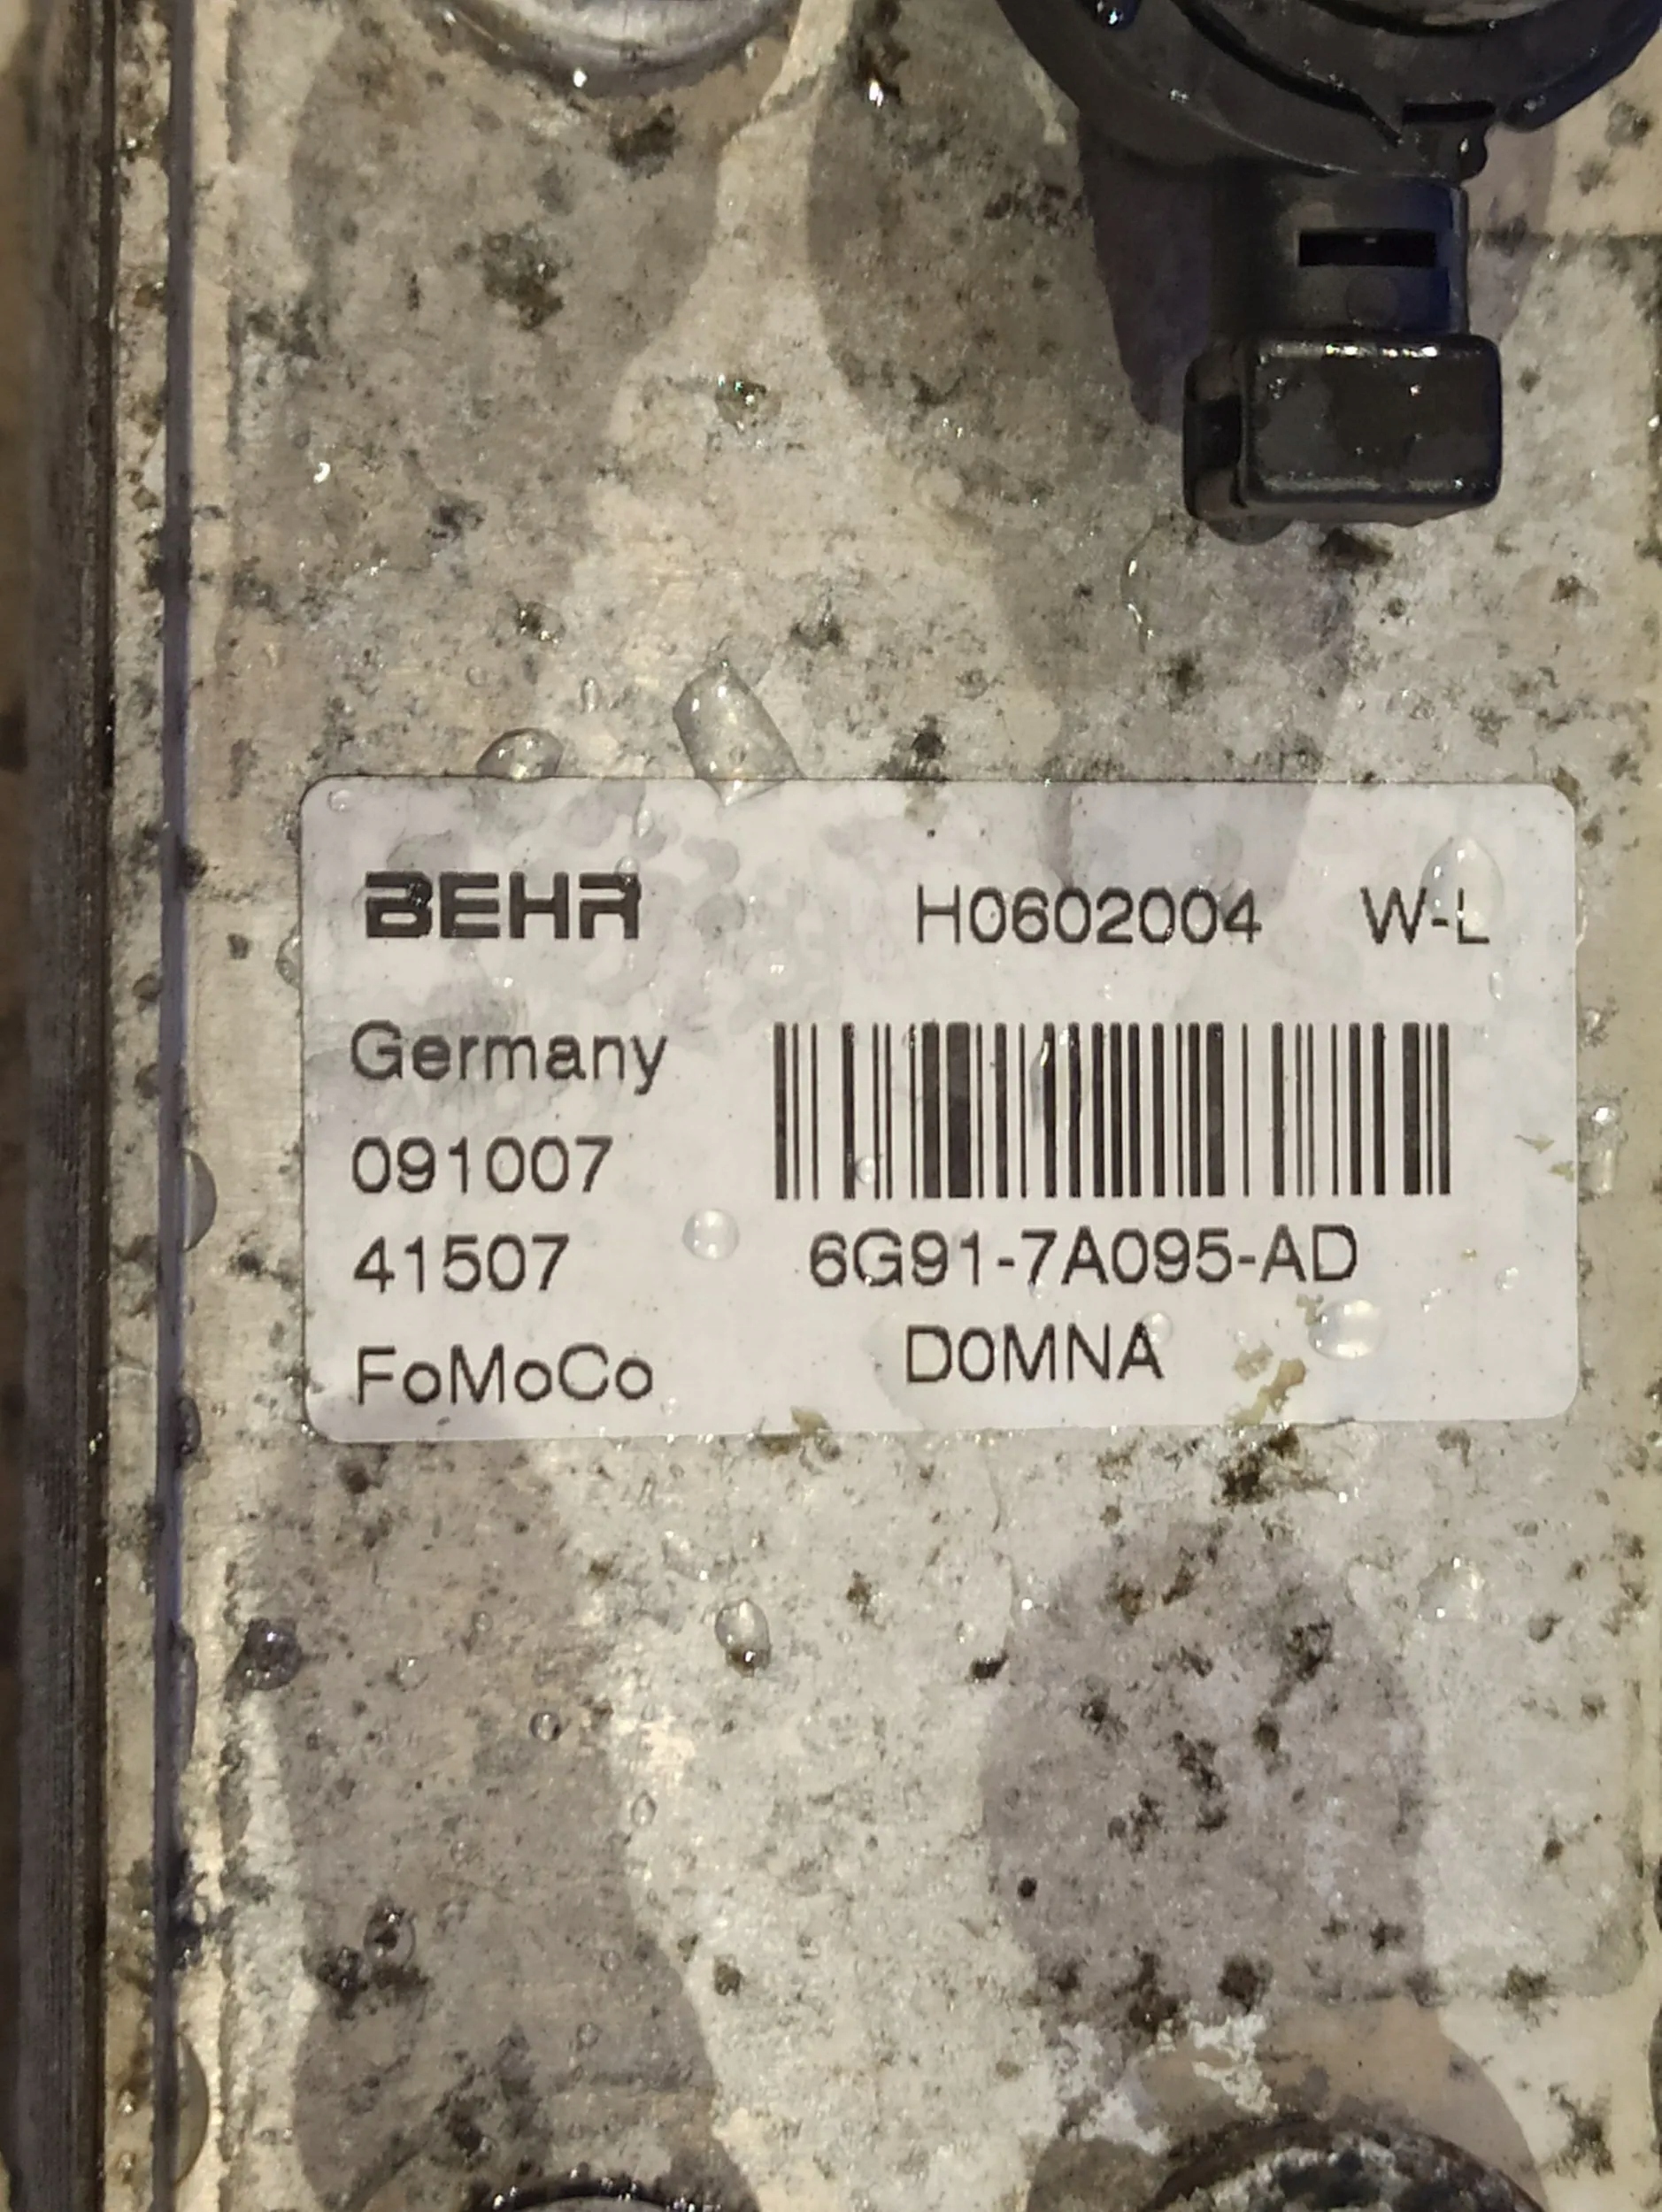 BEHR H0602004 W-L
Germany
091007
41507 6G91-7A095-AD
FoMoCo D0MNA